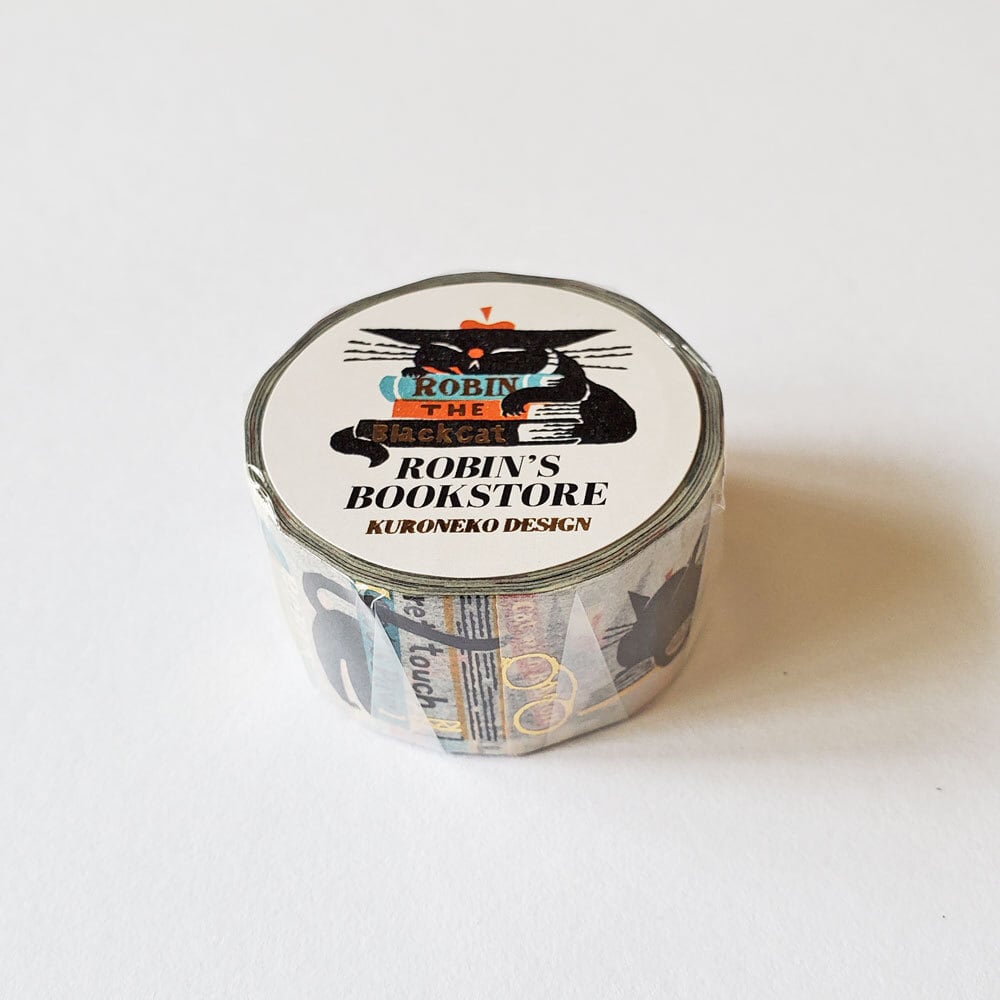 ROBIN
THE
BlackCat
ROBIN'S
BOOKSTORE
KURONEKO DESIGN
touch